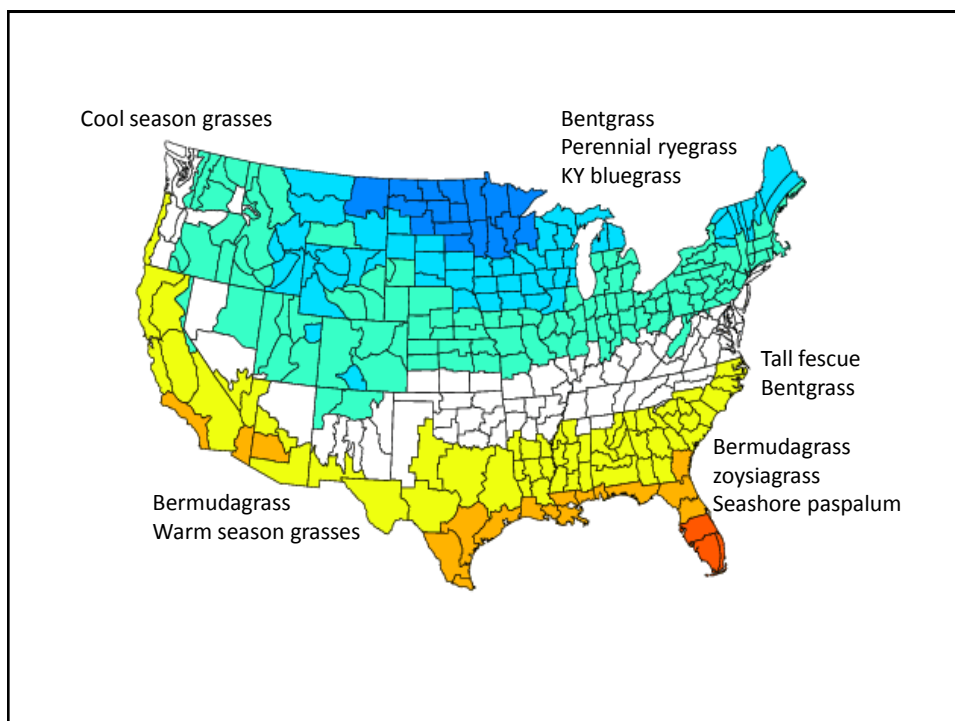 Cool season grasses
Bentgrass
Perennial ryegrass
KY bluegrass
Tall fescue
Bentgrass
Bermudagrass
zoysiagrass
Seashore paspalum
Bermudagrass
Warm season grasses